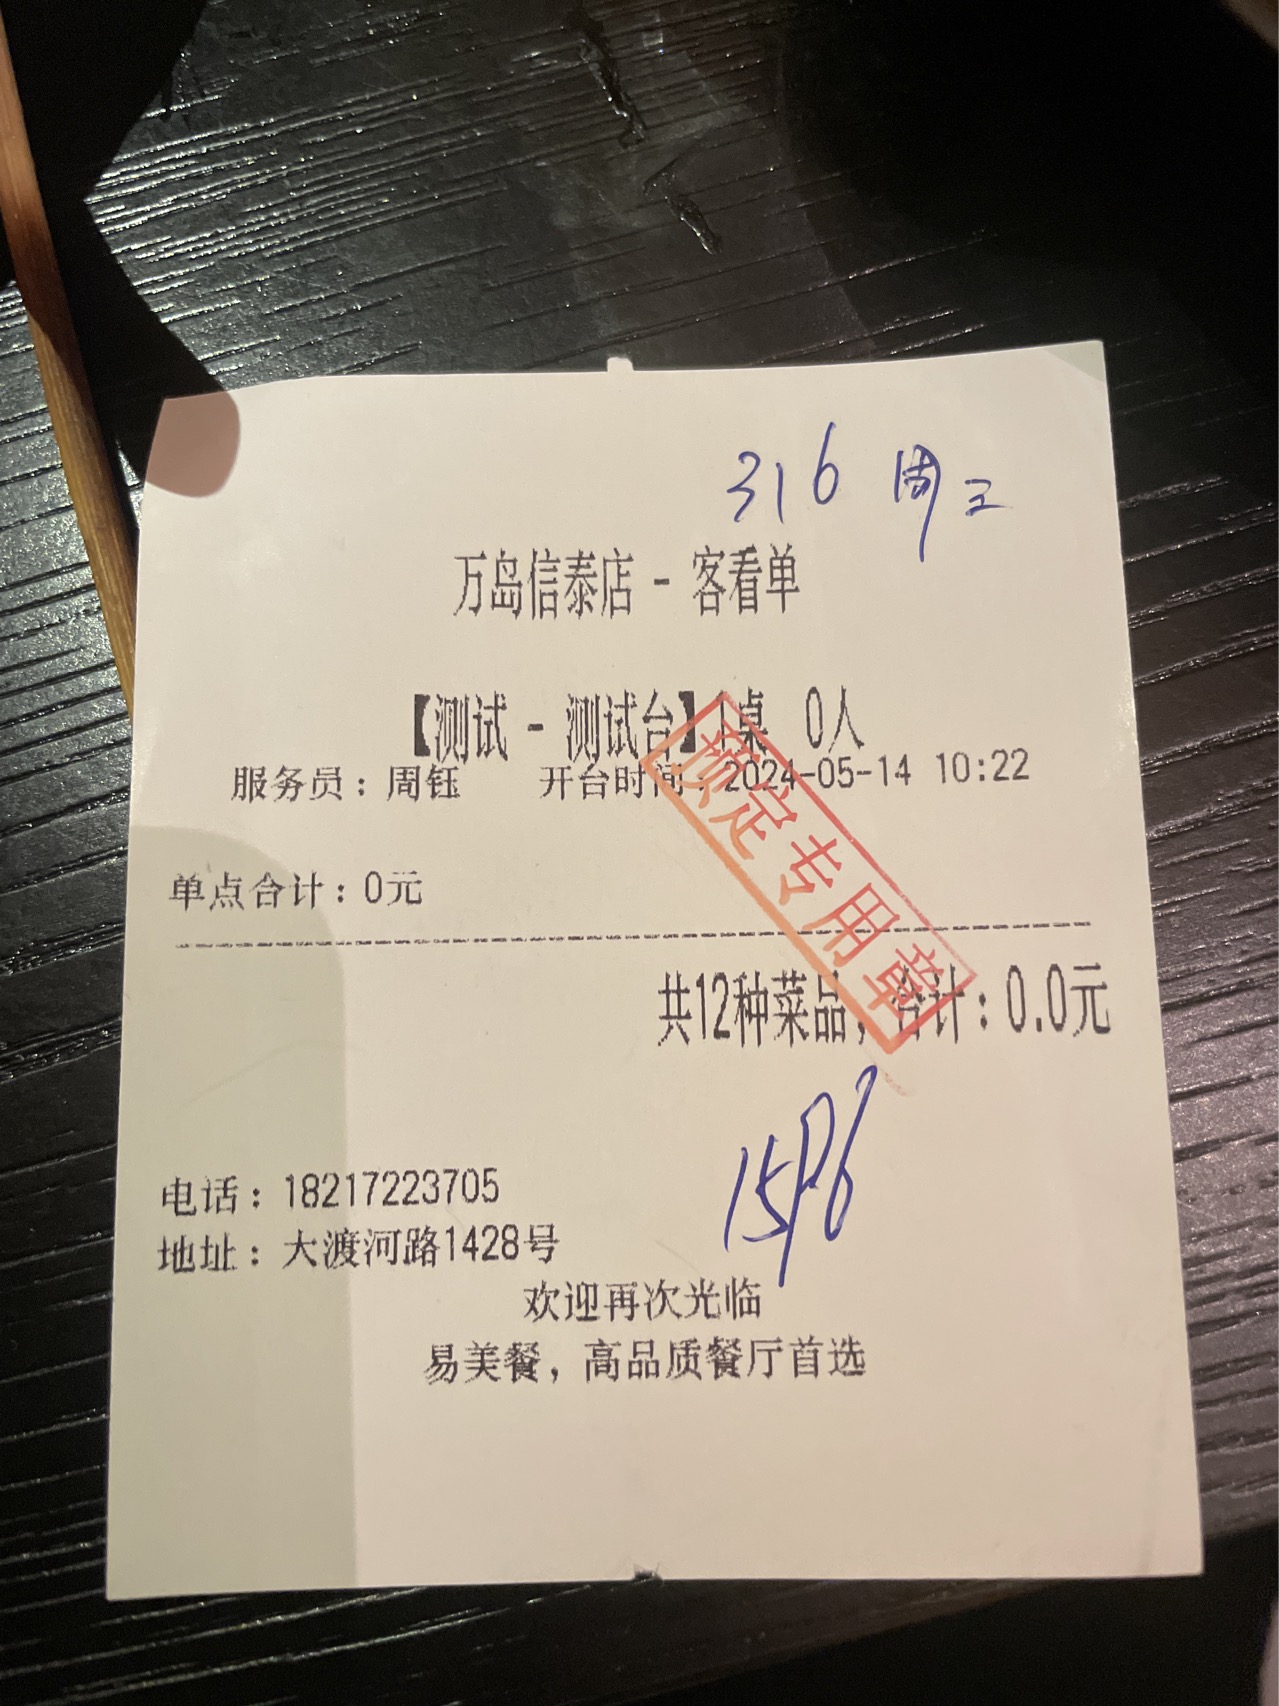 316 周
万岛信泰店 - 客看单
【测试 - 测试台】1桌 0人
服务员：周钰 开台时间：2024-05-14 10:22
预定专用章
单点合计：0元
共12种菜品，合计：0.0元
电话：18217223705
地址：大渡河路1428号
欢迎再次光临
易美餐，高品质餐厅首选